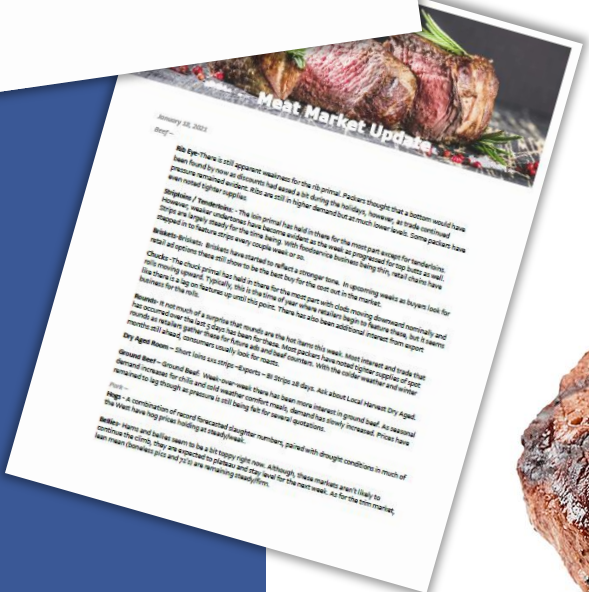 Meat Market Update
January 18, 2021
Beef –
Rib Eye-There is still apparent weakness for the rib primal. Packers thought that a bottom would have
been found by now as discounts had eased a bit during the holidays, however, as trade continued
pressure remained evident. Ribs are still in higher demand but at much lower levels. Some packers have
even noted tighter supplies.
Striploins / Tenderloins: - The loin primal has held in there for the most part except for tenderloins.
However, weaker undertones have become evident as the week as progressed for top butts as well.
Strips are largely steady for the time being. With foodservice business being thin, retail chains have
stepped in to feature strips every couple week or so.
Briskets-Briskets: Briskets have started to reflect a stronger tone. In upcoming weeks as buyers look for
retail ad options these still show to be the best buy for the cost out in the market.
Chucks -The chuck primal has held in there for the most part with clods moving downward nominally and
rolls moving upward. Typically, this is the time of year where retailers begin to feature them, but it seems
like there is a lag on features up until this point. There has also been additional interest from export
business for the rolls.
Rounds- It not much of a surprise that rounds are the hot items this week. Most interest and trade that
has occurred over the last 5 days has been for these. Most packers have noted tighter supplies of spot
rounds as retailers gather these for future ads and beef counters. With the colder weather and winter
months still ahead, consumers usually look for roasts.
Dry Aged Room – Short loins strips –Exports – BI Strips 28 days. Ask about Local Harvest Dry Aged.
Ground Beef – Ground Beef: Week-over-week there has been more interest in ground beef. As seasonal
demand increases for chilis and cold weather comfort meals, demand has slowly increased. Prices have
remained to lag though as pressure is still being felt for several quotations.
Pork –
Hogs - A combination of record forecasted slaughter numbers, paired with drought conditions in much of
the West have hog prices holding at steady/weak.
Bellies- Hams and bellies seem to be a bit toppy right now. Although, these markets aren't likely to
continue the climb, they are expected to plateau and stay level for the next week. As for the trim market,
lean mean (boneless pics and 72's) are remaining steady/firm.